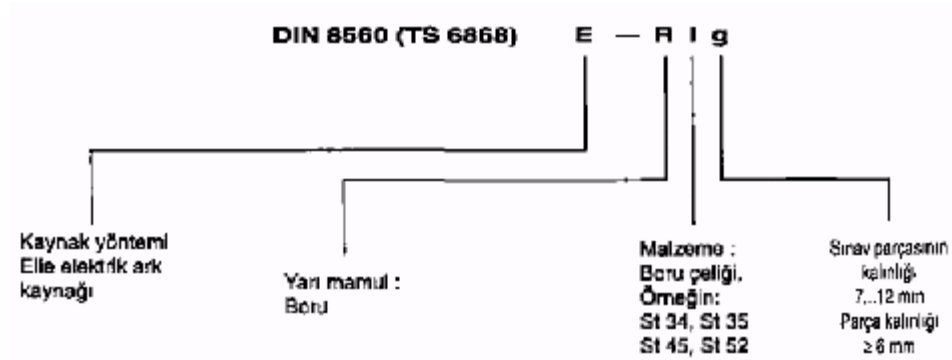 DIN 8560 (TS 6868) E — R I g
Kaynak yöntemi
Elle elektrik ark
kaynağı
Yarı mamul :
Boru
Malzeme :
Boru çeliği,
Örneğin:
St 34, St 35
St 45, St 52
Sınav parçasının
kalınlığı
7...12 mm
Parça kalınlığı
≥ 6 mm